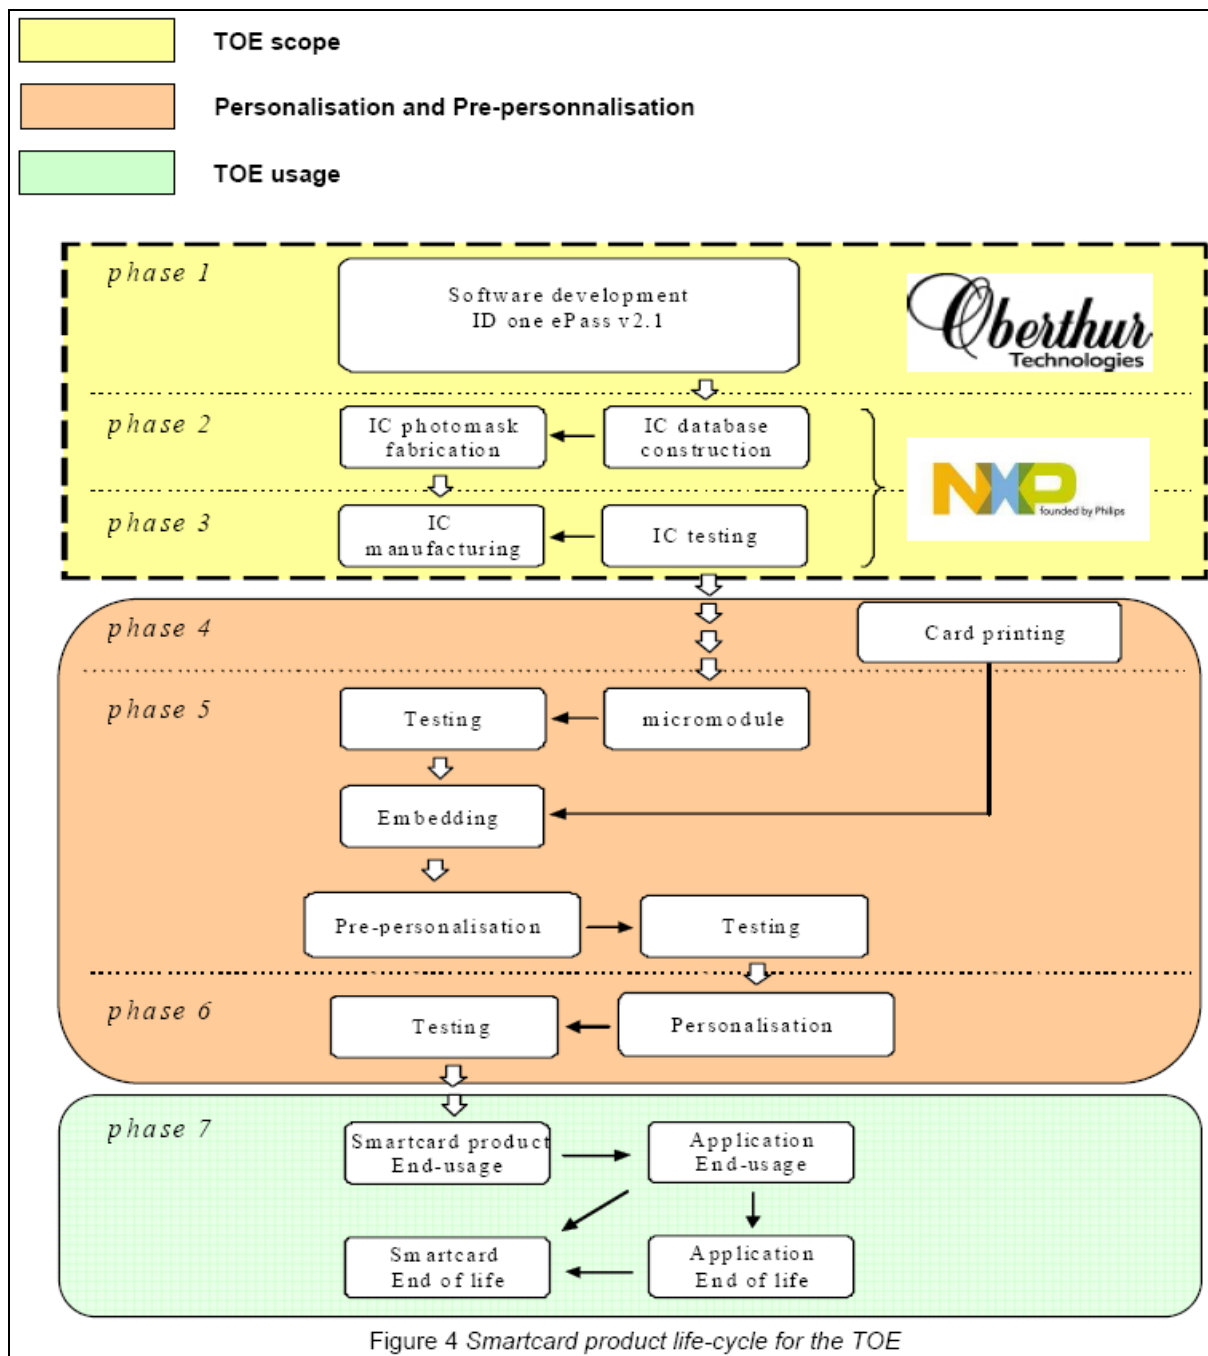 TOE scope
Personalisation and Pre-personnalisation
TOE usage
phase 1
Software development
ID one ePass v2.1
Oberthur
Technologies
phase 2
IC photomask
fabrication
IC database
construction
NXP
founded by Philips
phase 3
IC
manufacturing
IC testing
phase 4
Card printing
phase 5
Testing
micromodule
Embedding
Pre-personalisation
Testing
phase 6
Testing
Personalisation
phase 7
Smartcard product
End-usage
Application
End-usage
Smartcard
End of life
Application
End of life
Figure 4 Smartcard product life-cycle for the TOE